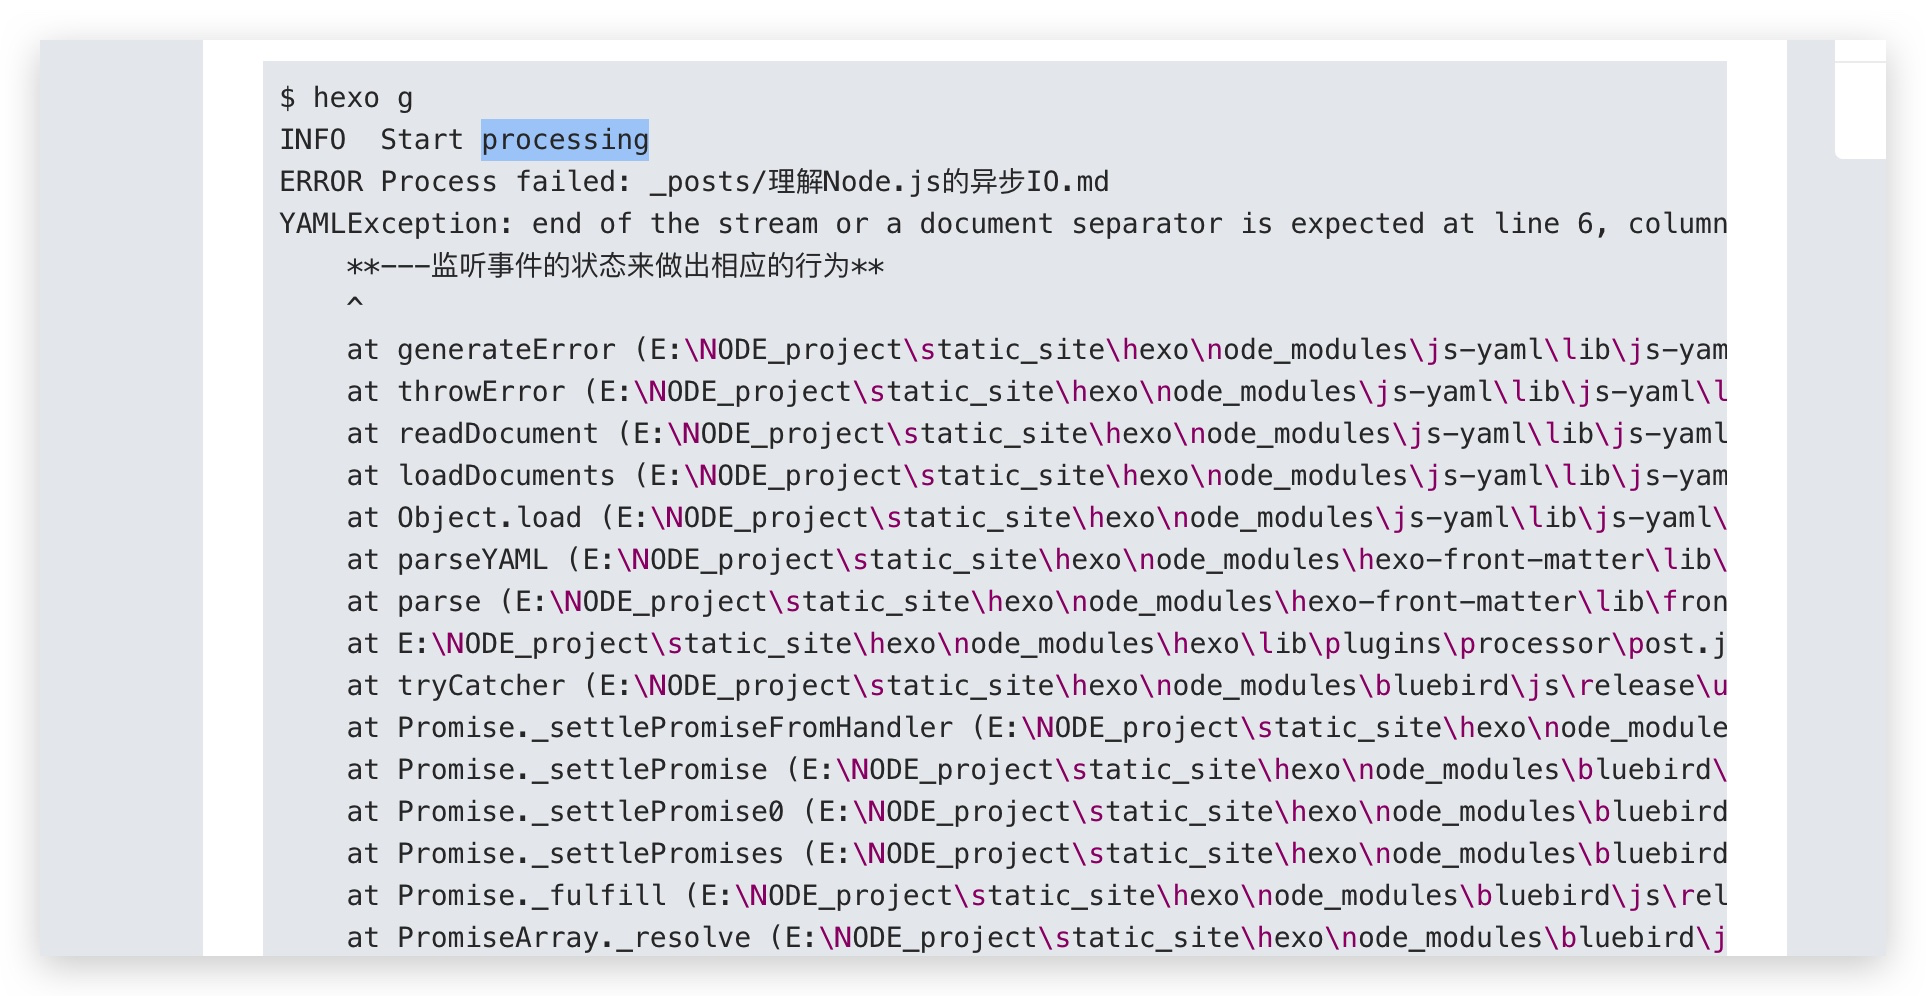 $ hexo g
INFO  Start processing
ERROR Process failed: _posts/理解Node.js的异步IO.md
YAMLException: end of the stream or a document separator is expected at line 6, column
    **---监听事件的状态来做出相应的行为**
    ^
    at generateError (E:\NODE_project\static_site\hexo\node_modules\js-yaml\lib\js-yam
    at throwError (E:\NODE_project\static_site\hexo\node_modules\js-yaml\lib\js-yaml\l
    at readDocument (E:\NODE_project\static_site\hexo\node_modules\js-yaml\lib\js-yaml
    at loadDocuments (E:\NODE_project\static_site\hexo\node_modules\js-yaml\lib\js-yam
    at Object.load (E:\NODE_project\static_site\hexo\node_modules\js-yaml\lib\js-yaml\
    at parseYAML (E:\NODE_project\static_site\hexo\node_modules\hexo-front-matter\lib\
    at parse (E:\NODE_project\static_site\hexo\node_modules\hexo-front-matter\lib\fron
    at E:\NODE_project\static_site\hexo\node_modules\hexo\lib\plugins\processor\post.j
    at tryCatcher (E:\NODE_project\static_site\hexo\node_modules\bluebird\js\release\u
    at Promise._settlePromiseFromHandler (E:\NODE_project\static_site\hexo\node_module
    at Promise._settlePromise (E:\NODE_project\static_site\hexo\node_modules\bluebird\
    at Promise._settlePromise0 (E:\NODE_project\static_site\hexo\node_modules\bluebird
    at Promise._settlePromises (E:\NODE_project\static_site\hexo\node_modules\bluebird
    at Promise._fulfill (E:\NODE_project\static_site\hexo\node_modules\bluebird\js\rel
    at PromiseArray._resolve (E:\NODE_project\static_site\hexo\node_modules\bluebird\j